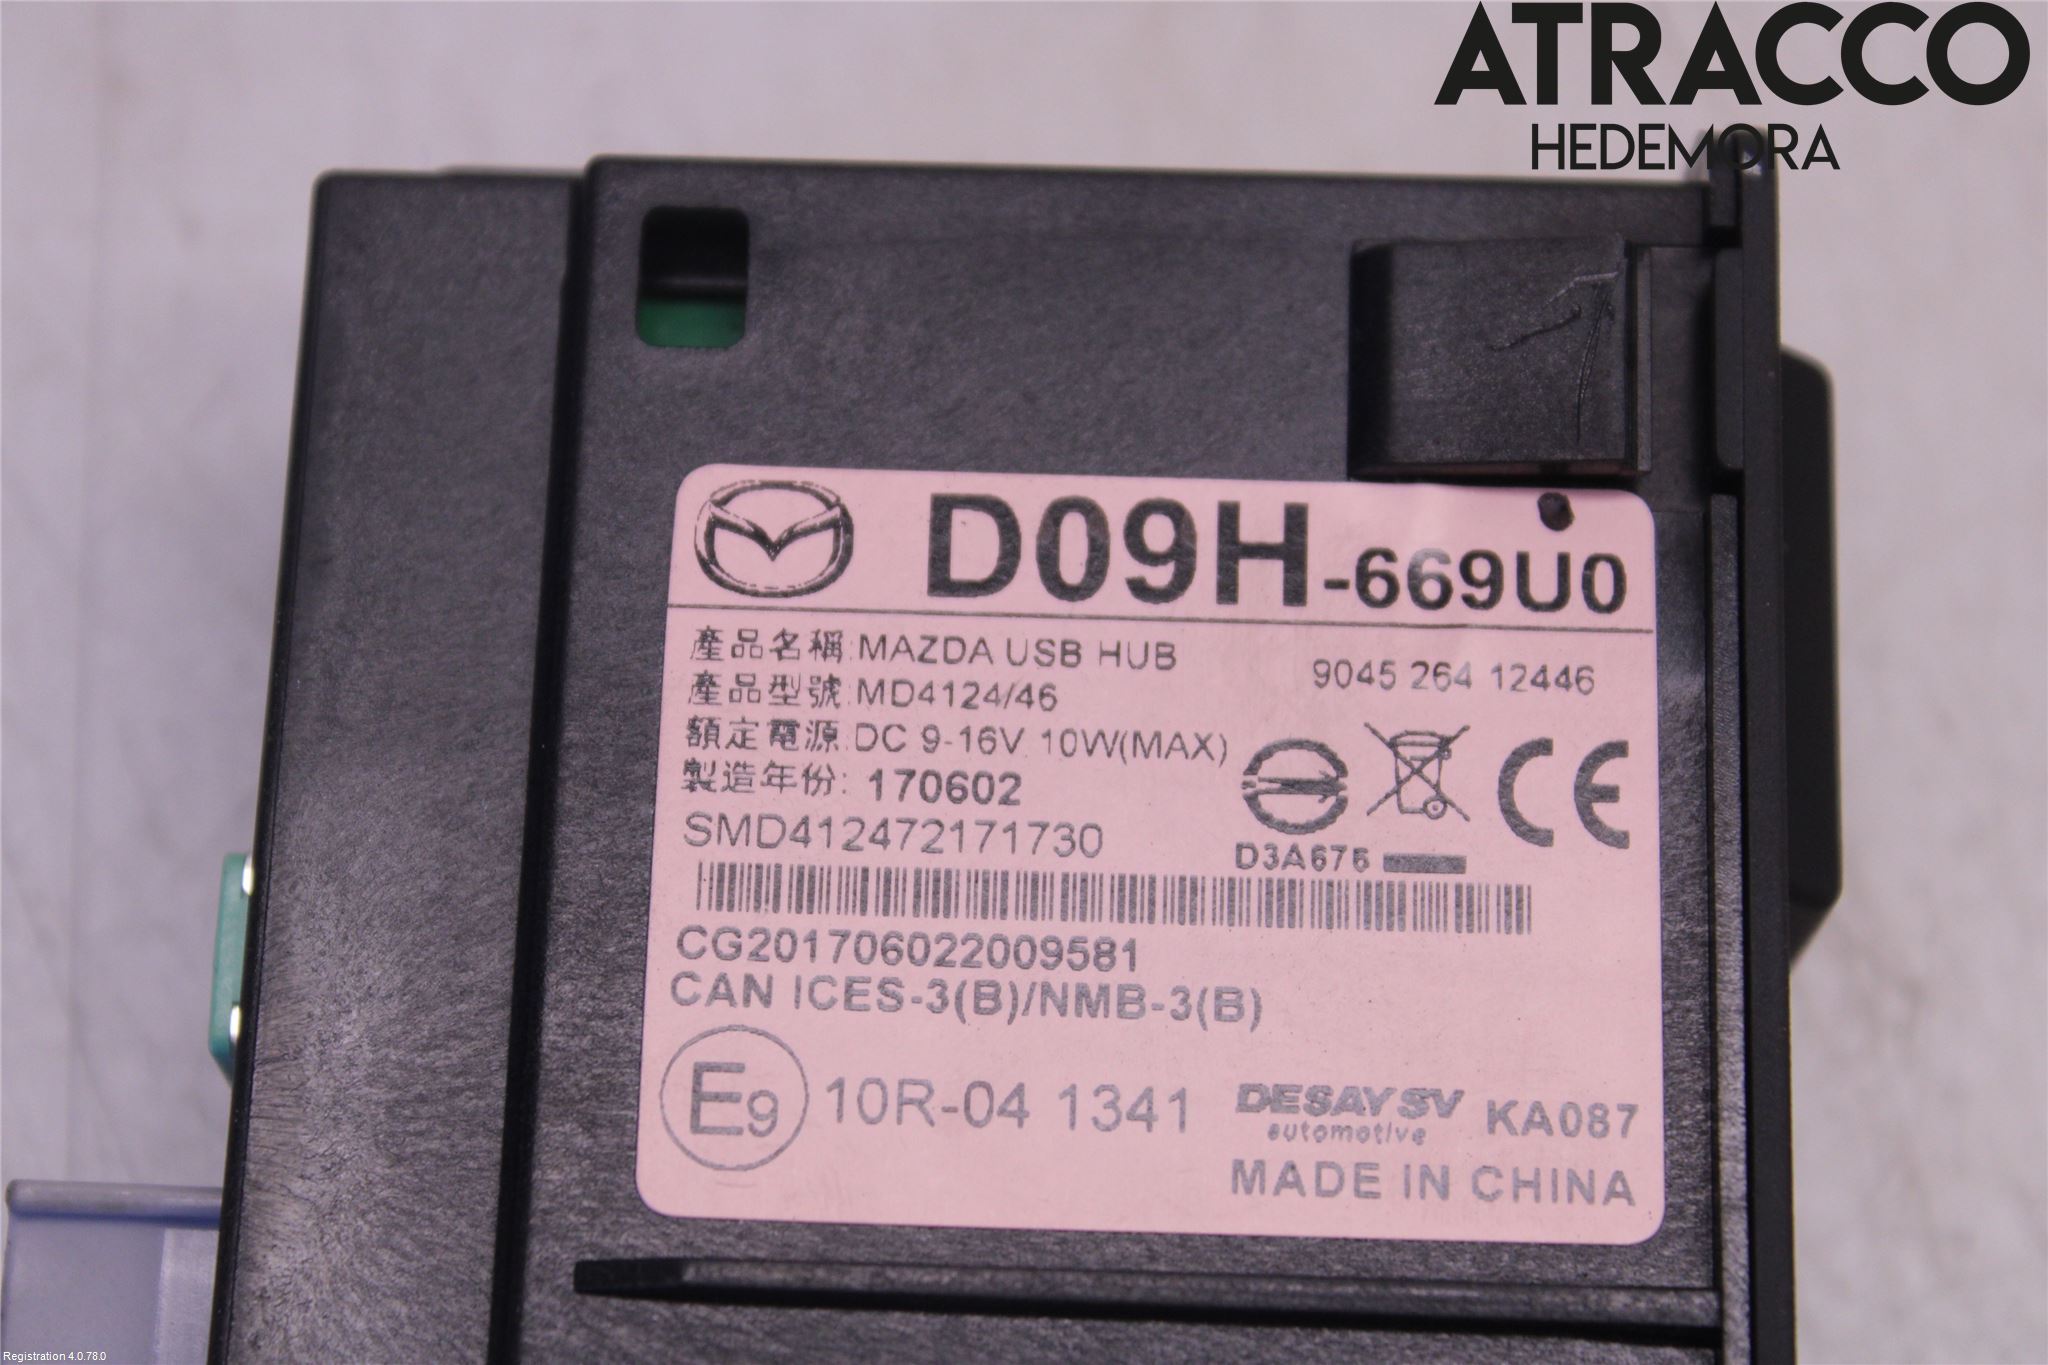 ATRACCO
HEDEMORA
D09H-669U0
產品名稱:MAZDA USB HUB
9045 264 12446
產品型號:MD4124/46
額定電源:DC 9-16V 10W(MAX)
製造年份: 170602
SMD412472171730
D3A676
CE
CG201706022009581
CAN ICES-3(B)/NMB-3(B)
E9 10R-04 1341
DESAY SV automotive KA087
MADE IN CHINA
Registration 4.0.78.0